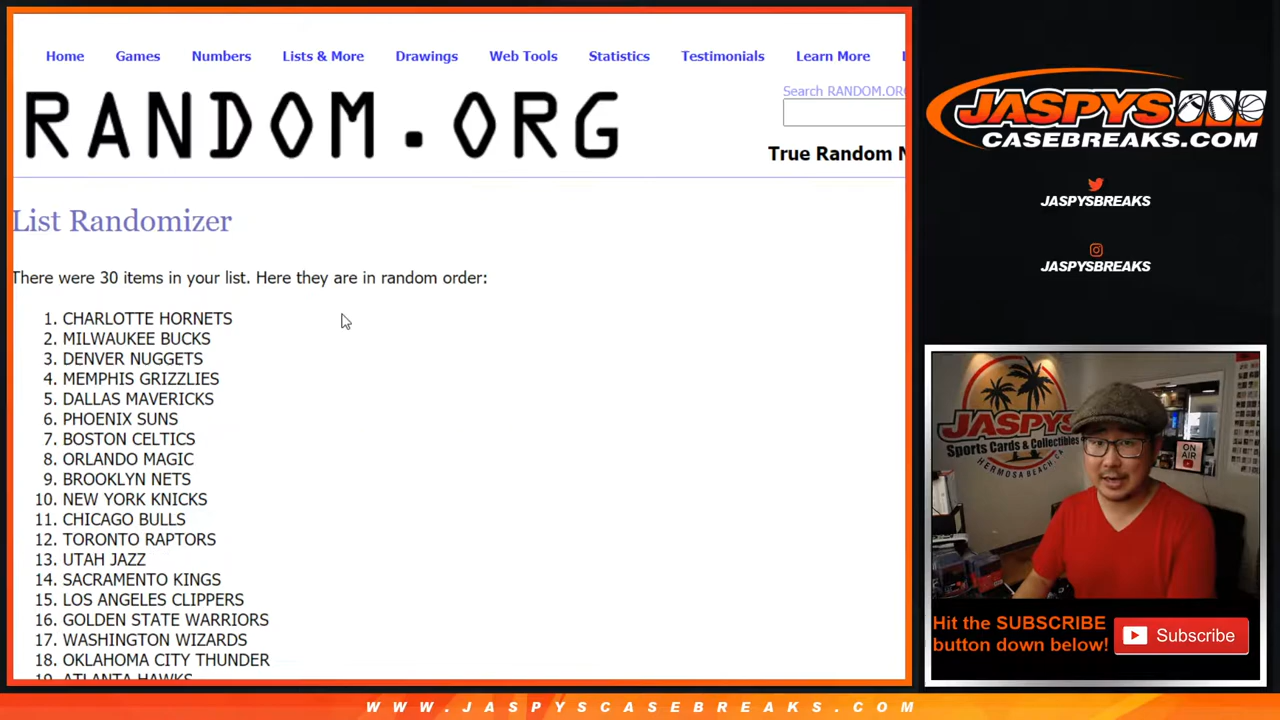 Home Games Numbers Lists & More Drawings Web Tools Statistics Testimonials Learn More
RANDOM.ORG
Search RANDOM.ORG
True Random
List Randomizer
There were 30 items in your list. Here they are in random order:
1. CHARLOTTE HORNETS
2. MILWAUKEE BUCKS
3. DENVER NUGGETS
4. MEMPHIS GRIZZLIES
5. DALLAS MAVERICKS
6. PHOENIX SUNS
7. BOSTON CELTICS
8. ORLANDO MAGIC
9. BROOKLYN NETS
10. NEW YORK KNICKS
11. CHICAGO BULLS
12. TORONTO RAPTORS
13. UTAH JAZZ
14. SACRAMENTO KINGS
15. LOS ANGELES CLIPPERS
16. GOLDEN STATE WARRIORS
17. WASHINGTON WIZARDS
18. OKLAHOMA CITY THUNDER
19. ATLANTA HAWKS
JASPYS
CASEBREAKS.COM
JASPYSBREAKS
JASPYSBREAKS
JASPYS
Sports Cards & Collectibles
HERMOSA BEACH, CA
ON AIR
Hit the SUBSCRIBE
button down below!
Subscribe
WWW.JASPYSCASEBREAKS.COM